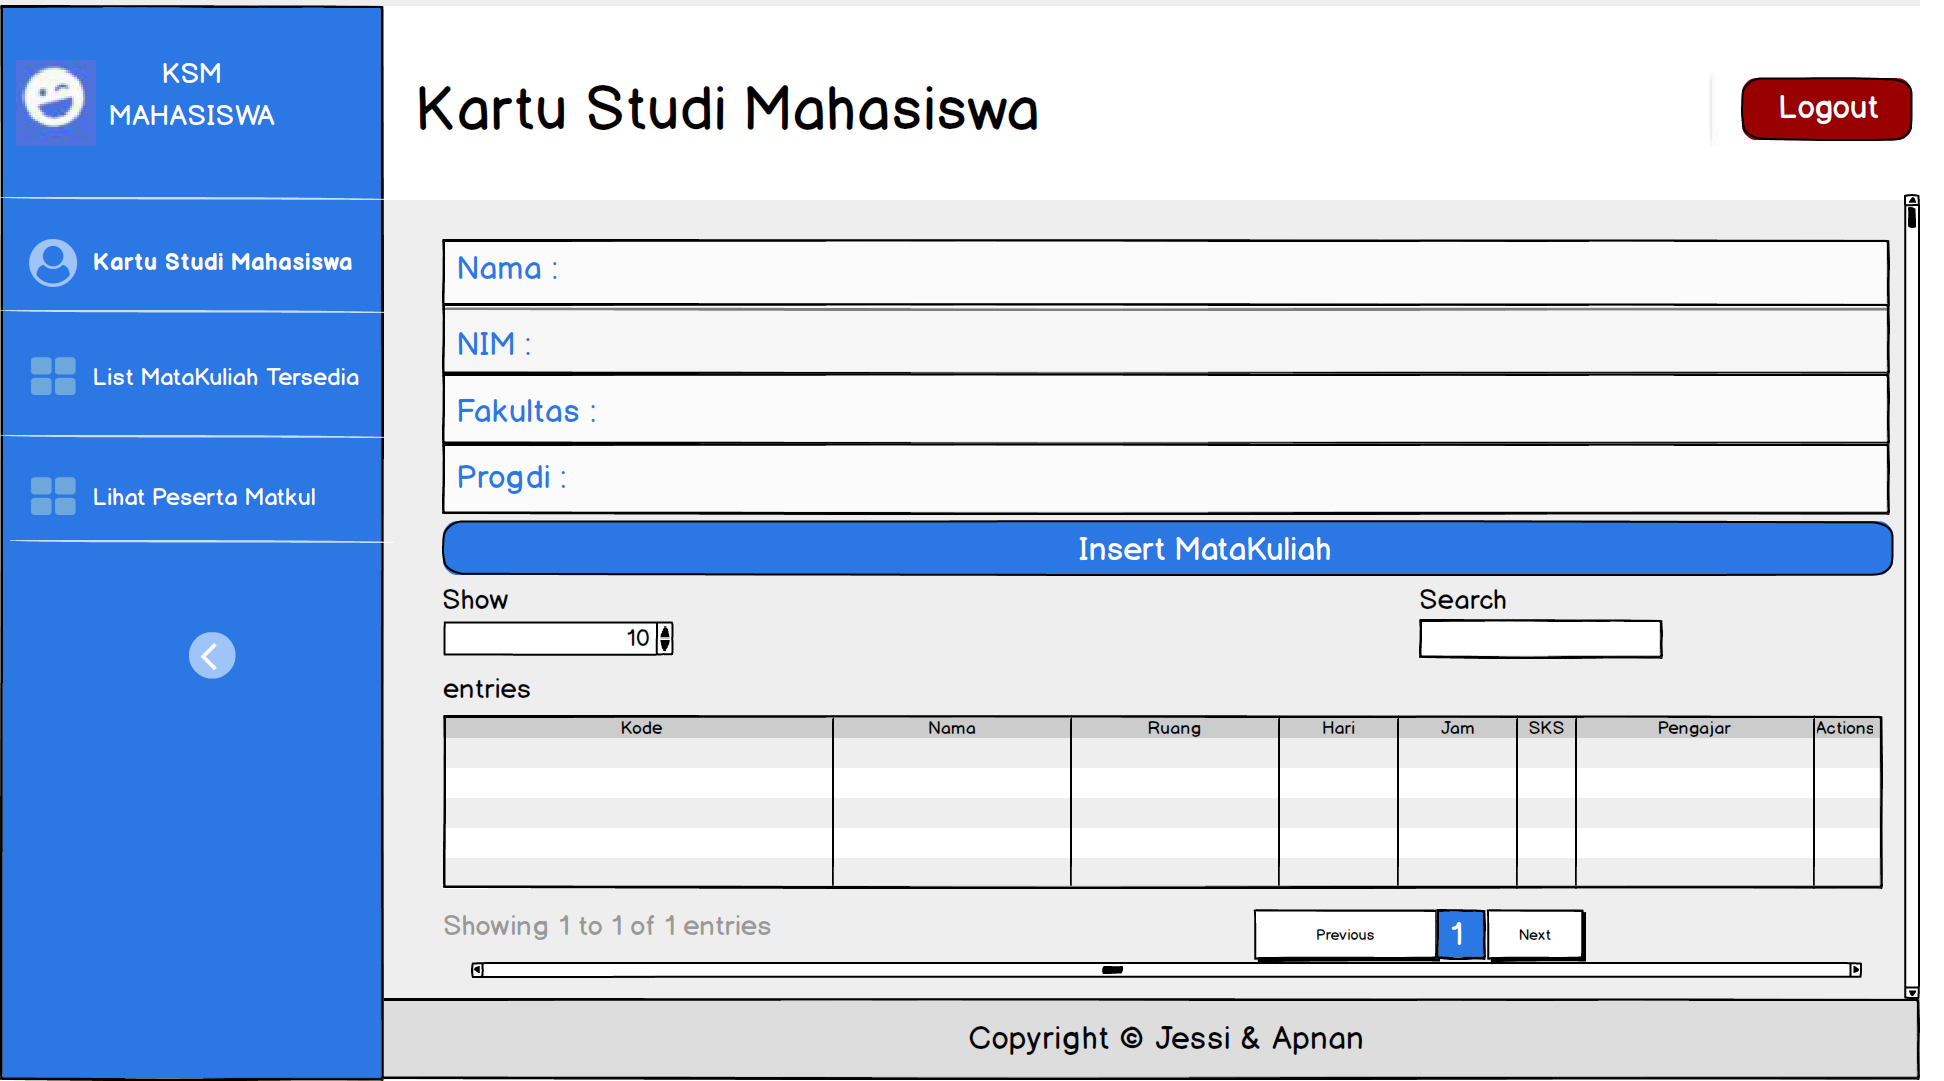 KSM
MAHASISWA
Kartu Studi Mahasiswa
Logout
Kartu Studi Mahasiswa
List MataKuliah Tersedia
Lihat Peserta Matkul
Nama :
NIM :
Fakultas :
Progdi :
Insert MataKuliah
Show
Search
10
entries
Kode Nama Ruang Hari Jam SKS Pengajar Actions
Showing 1 to 1 of 1 entries
Previous 1 Next
Copyright © Jessi & Apnan